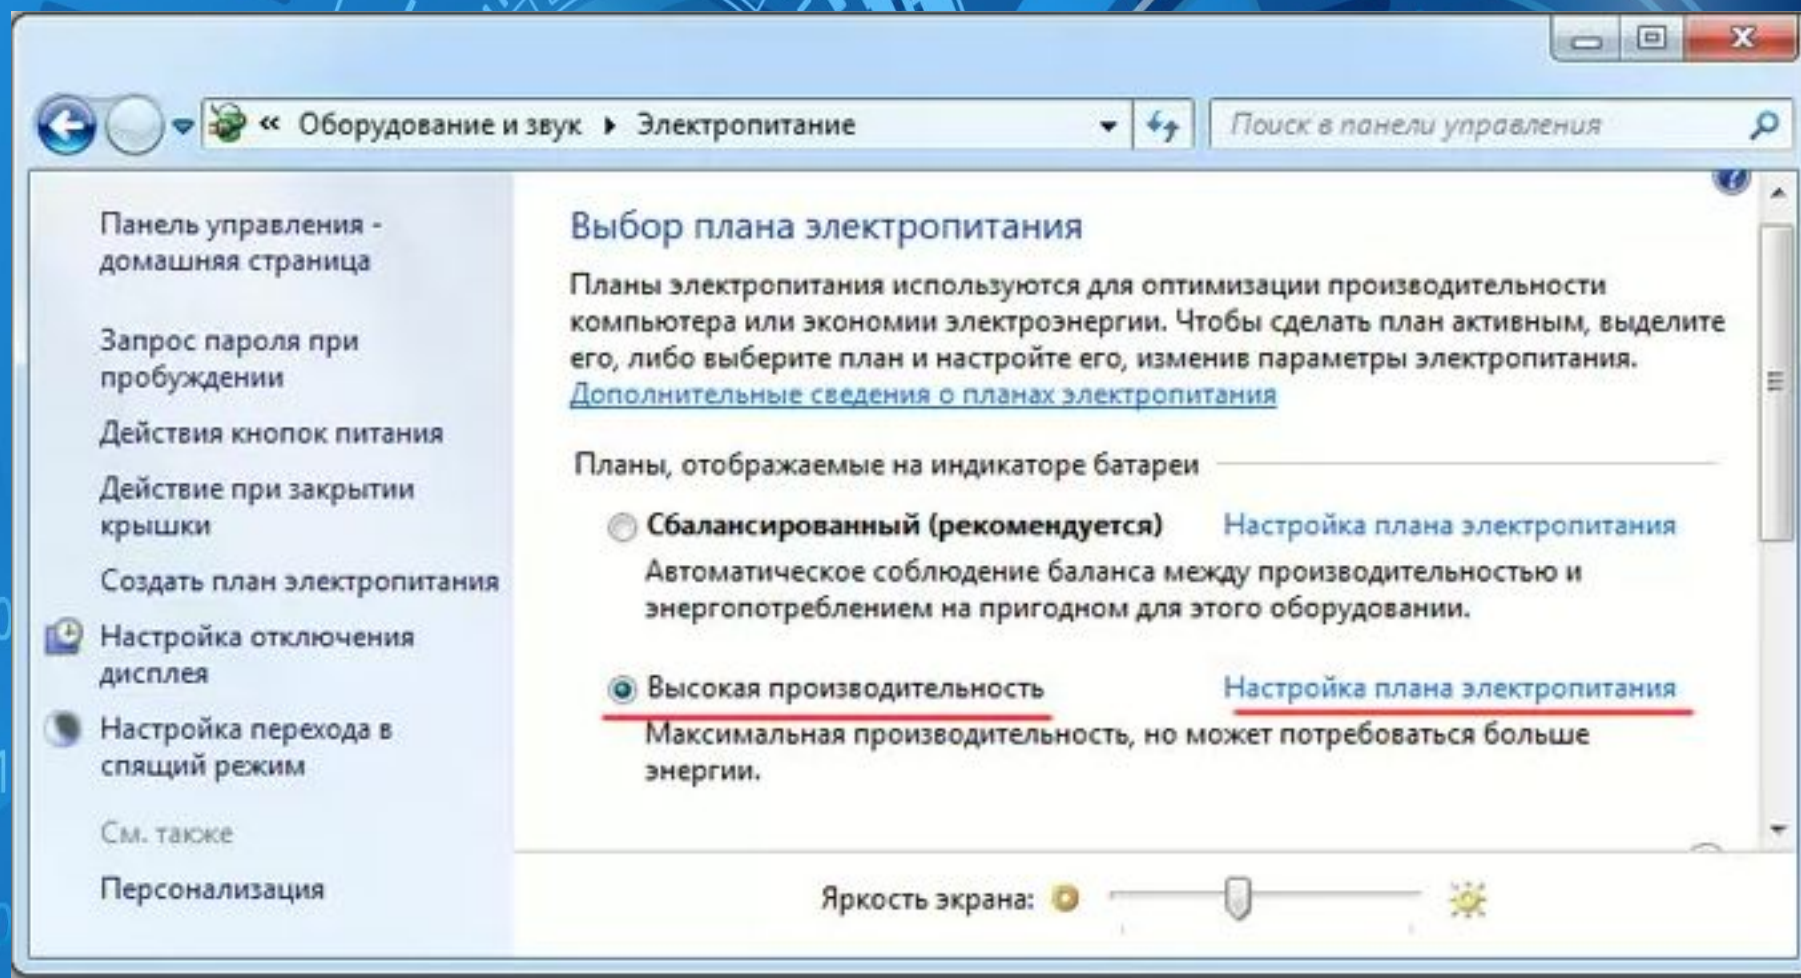 « Оборудование и звук ▸ Электропитание
Поиск в панели управления
Панель управления -
домашняя страница
Запрос пароля при
пробуждении
Действия кнопок питания
Действие при закрытии
крышки
Создать план электропитания
Настройка отключения
дисплея
Настройка перехода в
спящий режим
См. также
Персонализация
Выбор плана электропитания
Планы электропитания используются для оптимизации производительности
компьютера или экономии электроэнергии. Чтобы сделать план активным, выделите
его, либо выберите план и настройте его, изменив параметры электропитания.
Дополнительные сведения о планах электропитания
Планы, отображаемые на индикаторе батареи
Сбалансированный (рекомендуется) Настройка плана электропитания
Автоматическое соблюдение баланса между производительностью и
энергопотреблением на пригодном для этого оборудовании.
Высокая производительность Настройка плана электропитания
Максимальная производительность, но может потребоваться больше
энергии.
Яркость экрана: